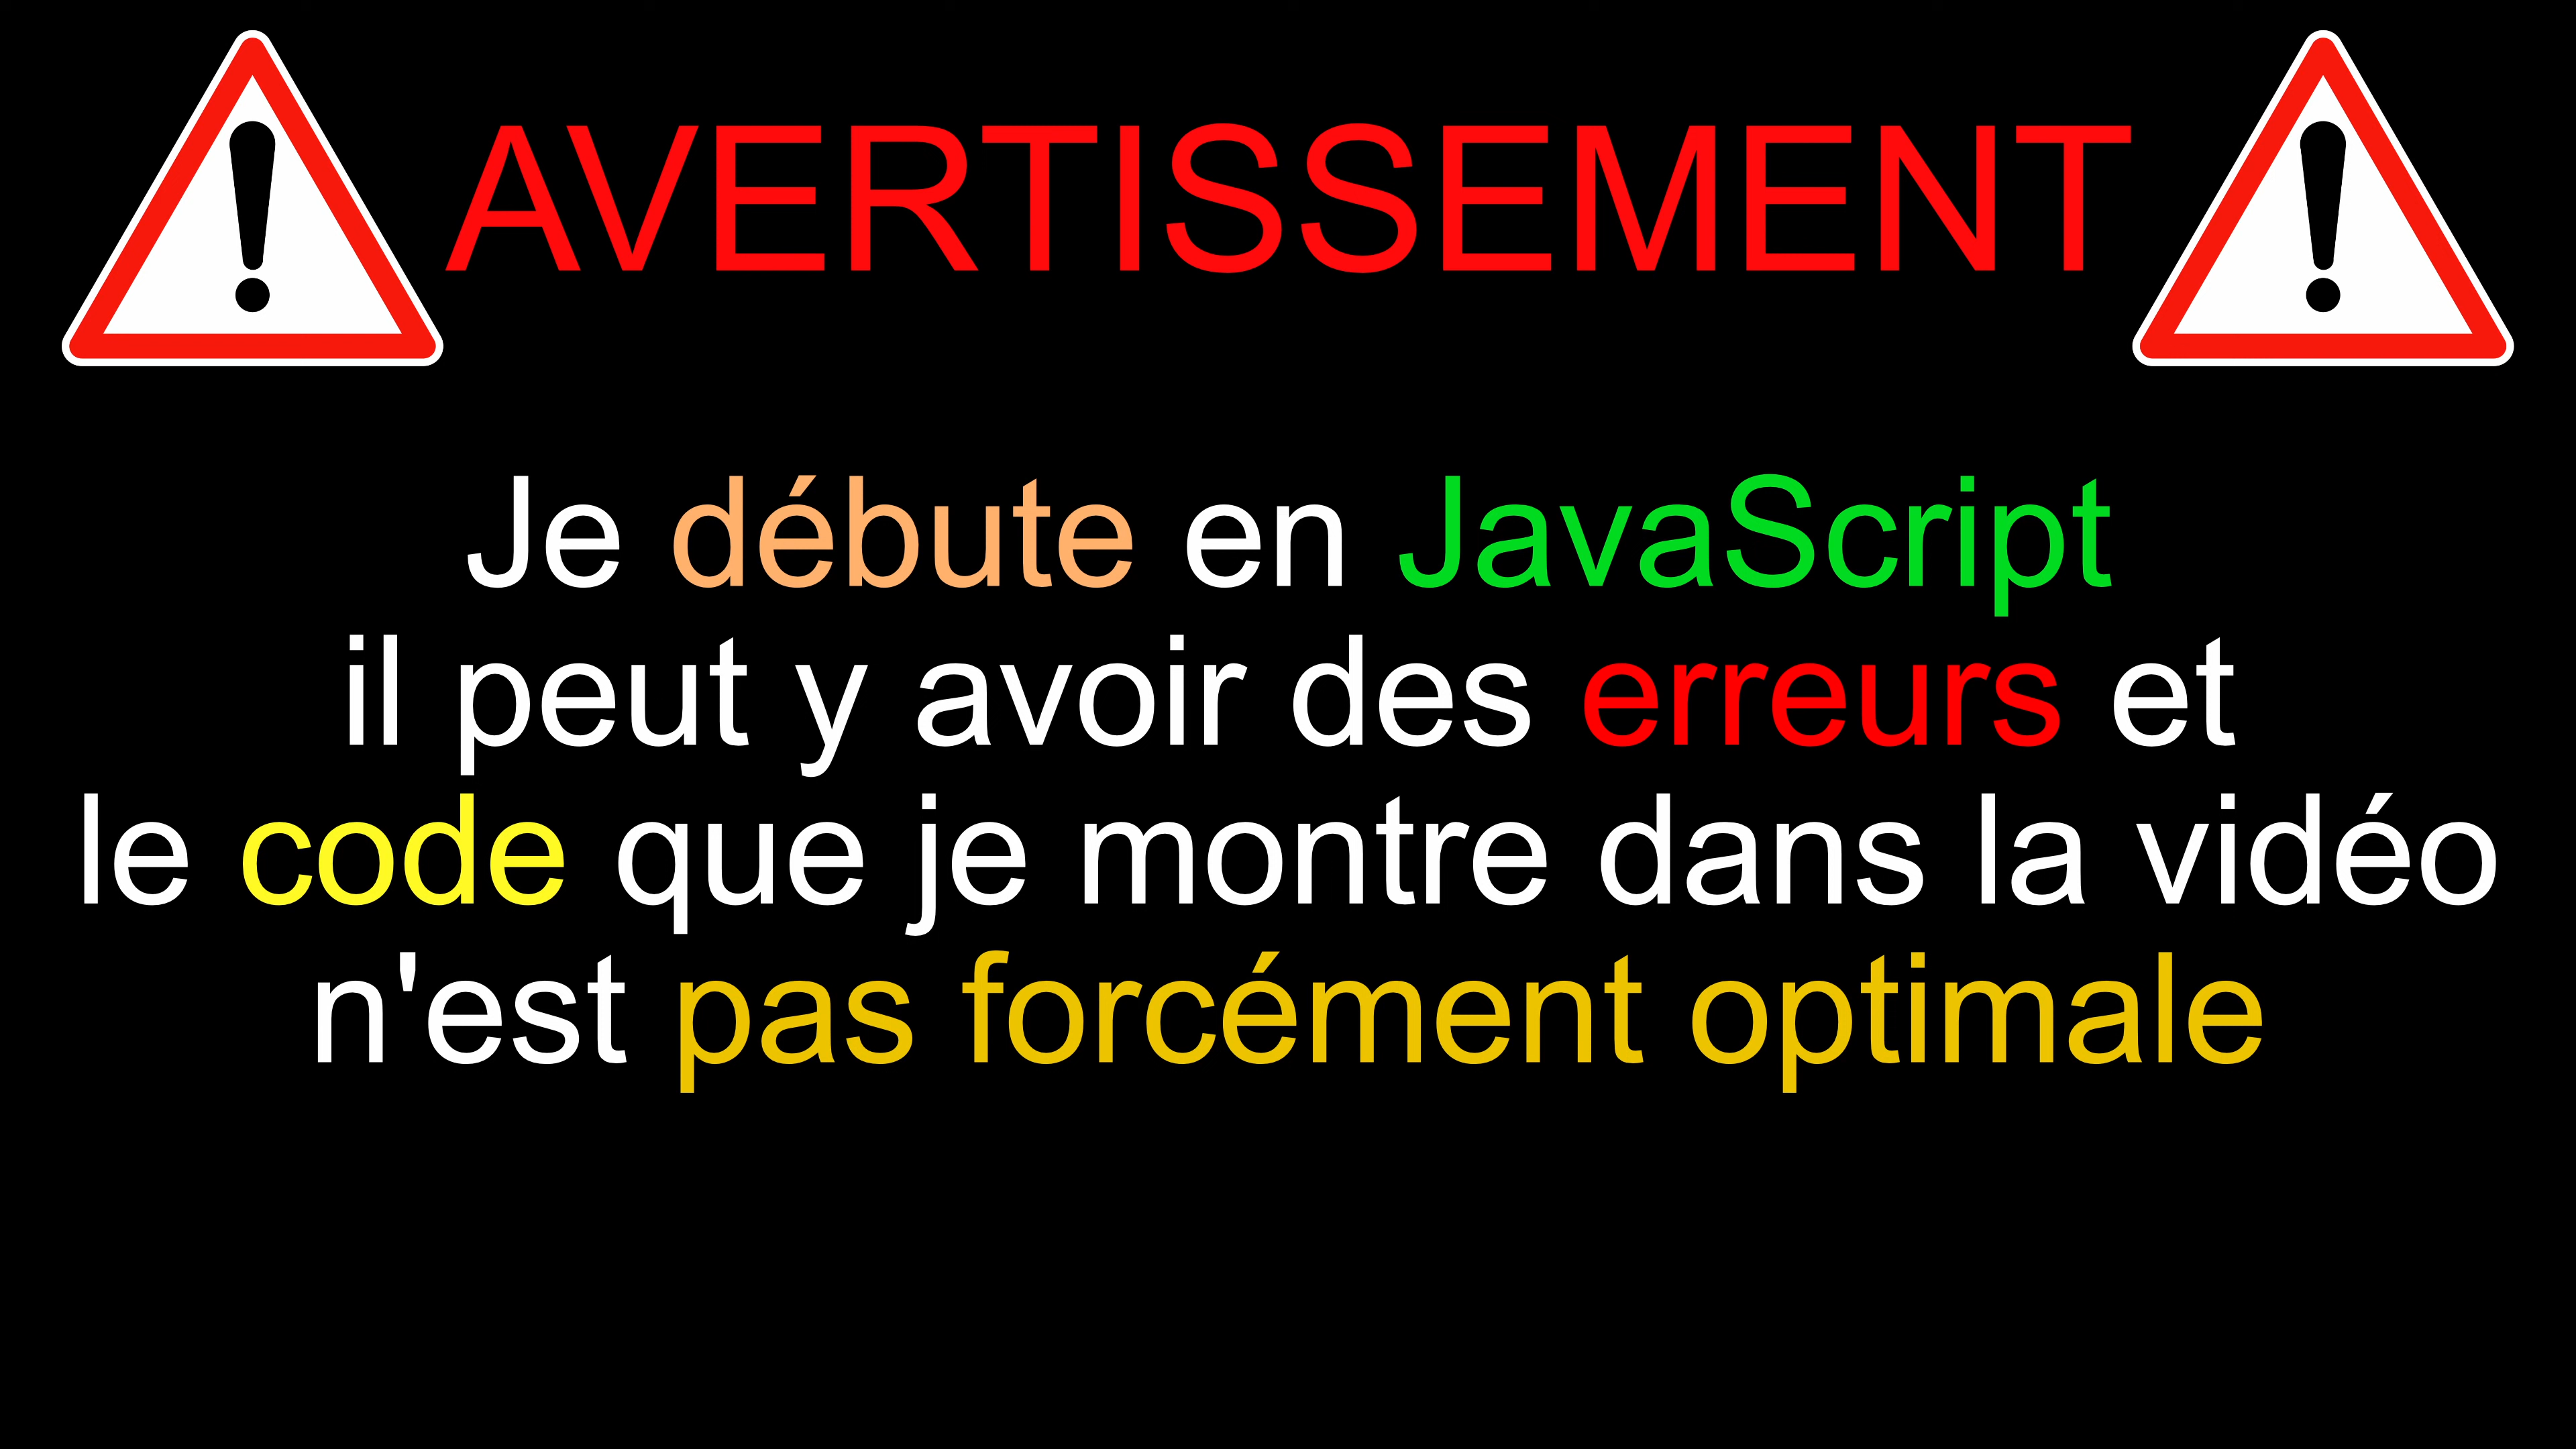 AVERTISSEMENT
Je débute en JavaScript
il peut y avoir des erreurs et
le code que je montre dans la vidéo
n'est pas forcément optimale